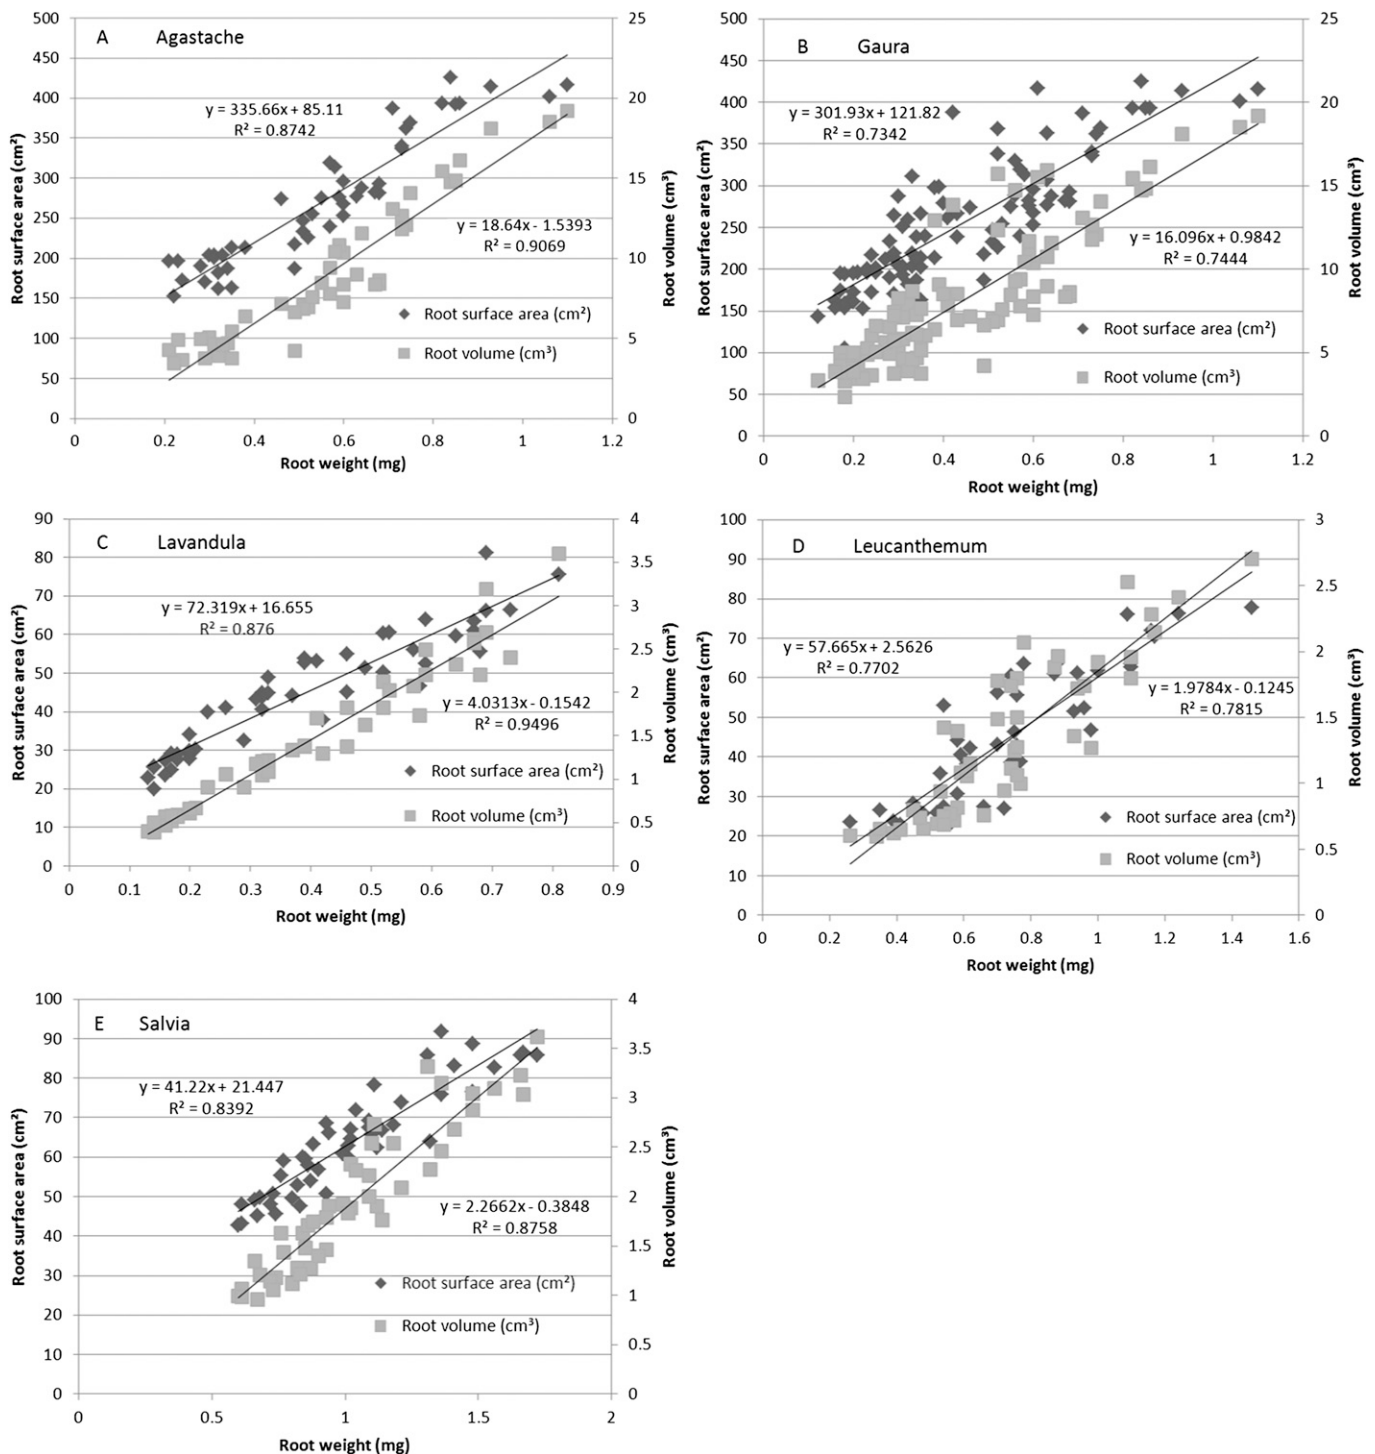 A Agastache
500
450
400
350
300
250
200
150
100
50
0
25
20
15
10
5
0
0
0.2
0.4
0.6
0.8
1
1.2
y = 335.66x + 85.11
R² = 0.8742
y = 18.64x - 1.5393
R² = 0.9069
Root surface area (cm²)
Root volume (cm³)
Root surface area (cm²)
Root volume (cm³)
Root weight (mg)
B Gaura
500
450
400
350
300
250
200
150
100
50
0
25
20
15
10
5
0
0
0.2
0.4
0.6
0.8
1
1.2
y = 301.93x + 121.82
R² = 0.7342
y = 16.096x + 0.9842
R² = 0.7444
Root surface area (cm²)
Root volume (cm³)
Root surface area (cm²)
Root volume (cm³)
Root weight (mg)
C Lavandula
90
80
70
60
50
40
30
20
10
0
4
3.5
3
2.5
2
1.5
1
0.5
0
0
0.1
0.2
0.3
0.4
0.5
0.6
0.7
0.8
0.9
y = 72.319x + 16.655
R² = 0.876
y = 4.0313x - 0.1542
R² = 0.9496
Root surface area (cm²)
Root volume (cm³)
Root surface area (cm²)
Root volume (cm³)
Root weight (mg)
D Leucanthemum
100
90
80
70
60
50
40
30
20
10
0
3
2.5
2
1.5
1
0.5
0
0
0.2
0.4
0.6
0.8
1
1.2
1.4
1.6
y = 57.665x + 2.5626
R² = 0.7702
y = 1.9784x - 0.1245
R² = 0.7815
Root surface area (cm²)
Root volume (cm³)
Root surface area (cm²)
Root volume (cm³)
Root weight (mg)
E Salvia
100
90
80
70
60
50
40
30
20
10
0
4
3.5
3
2.5
2
1.5
1
0.5
0
0
0.5
1
1.5
2
y = 41.22x + 21.447
R² = 0.8392
y = 2.2662x - 0.3848
R² = 0.8758
Root surface area (cm²)
Root volume (cm³)
Root surface area (cm²)
Root volume (cm³)
Root weight (mg)